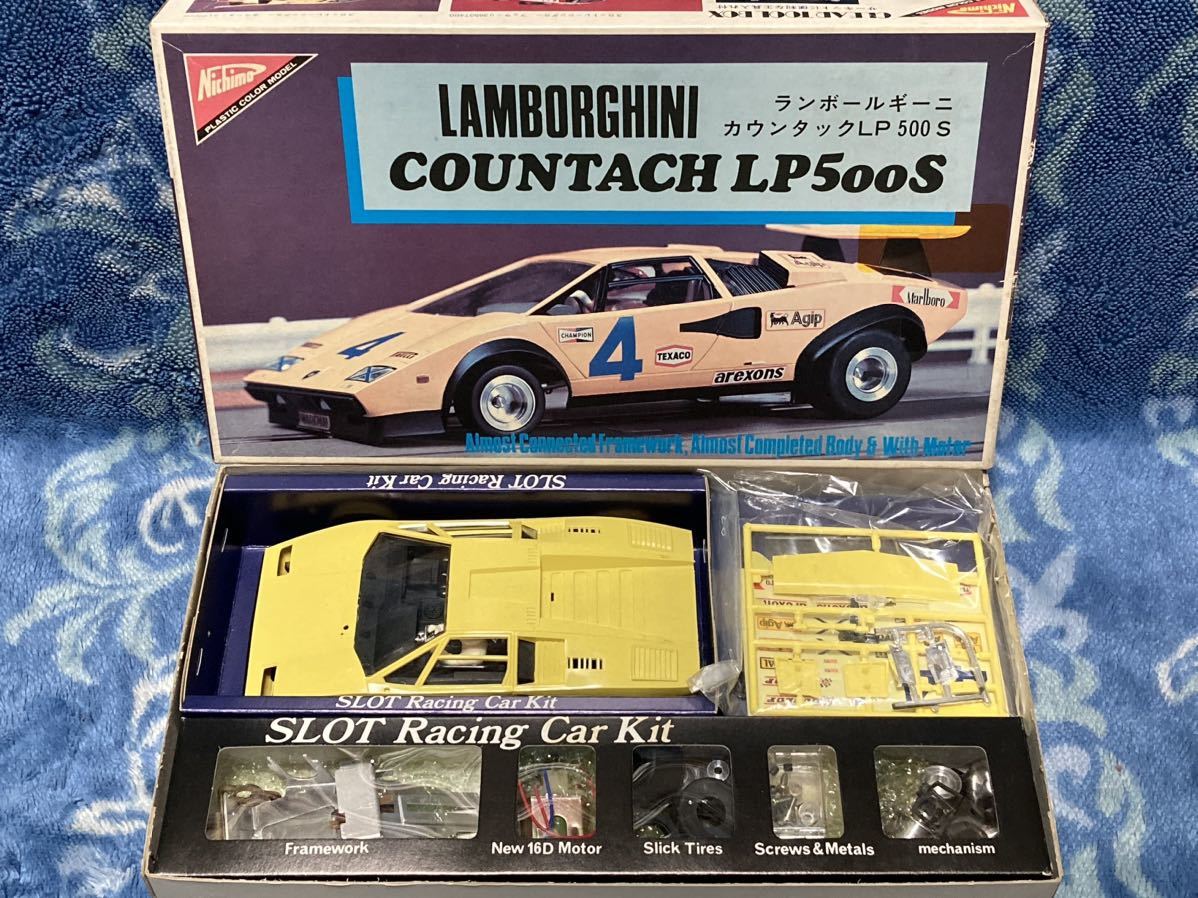 Nichimo
PLASTIC COLOR MODEL
LAMBORGHINI
COUNTACH LP500S
ランボールギーニ
カウンタックLP 500 S
Marlboro
Agip
CHAMPION
4
4
TEXACO
arexons
Almost Connected Framework, Almost Completed Body & With Motor
SLOT Racing Car Kit
Agip
SLOT Racing Car Kit
SLOT Racing Car Kit
Framework
New 16D Motor
Slick Tires
Screws & Metals
mechanism